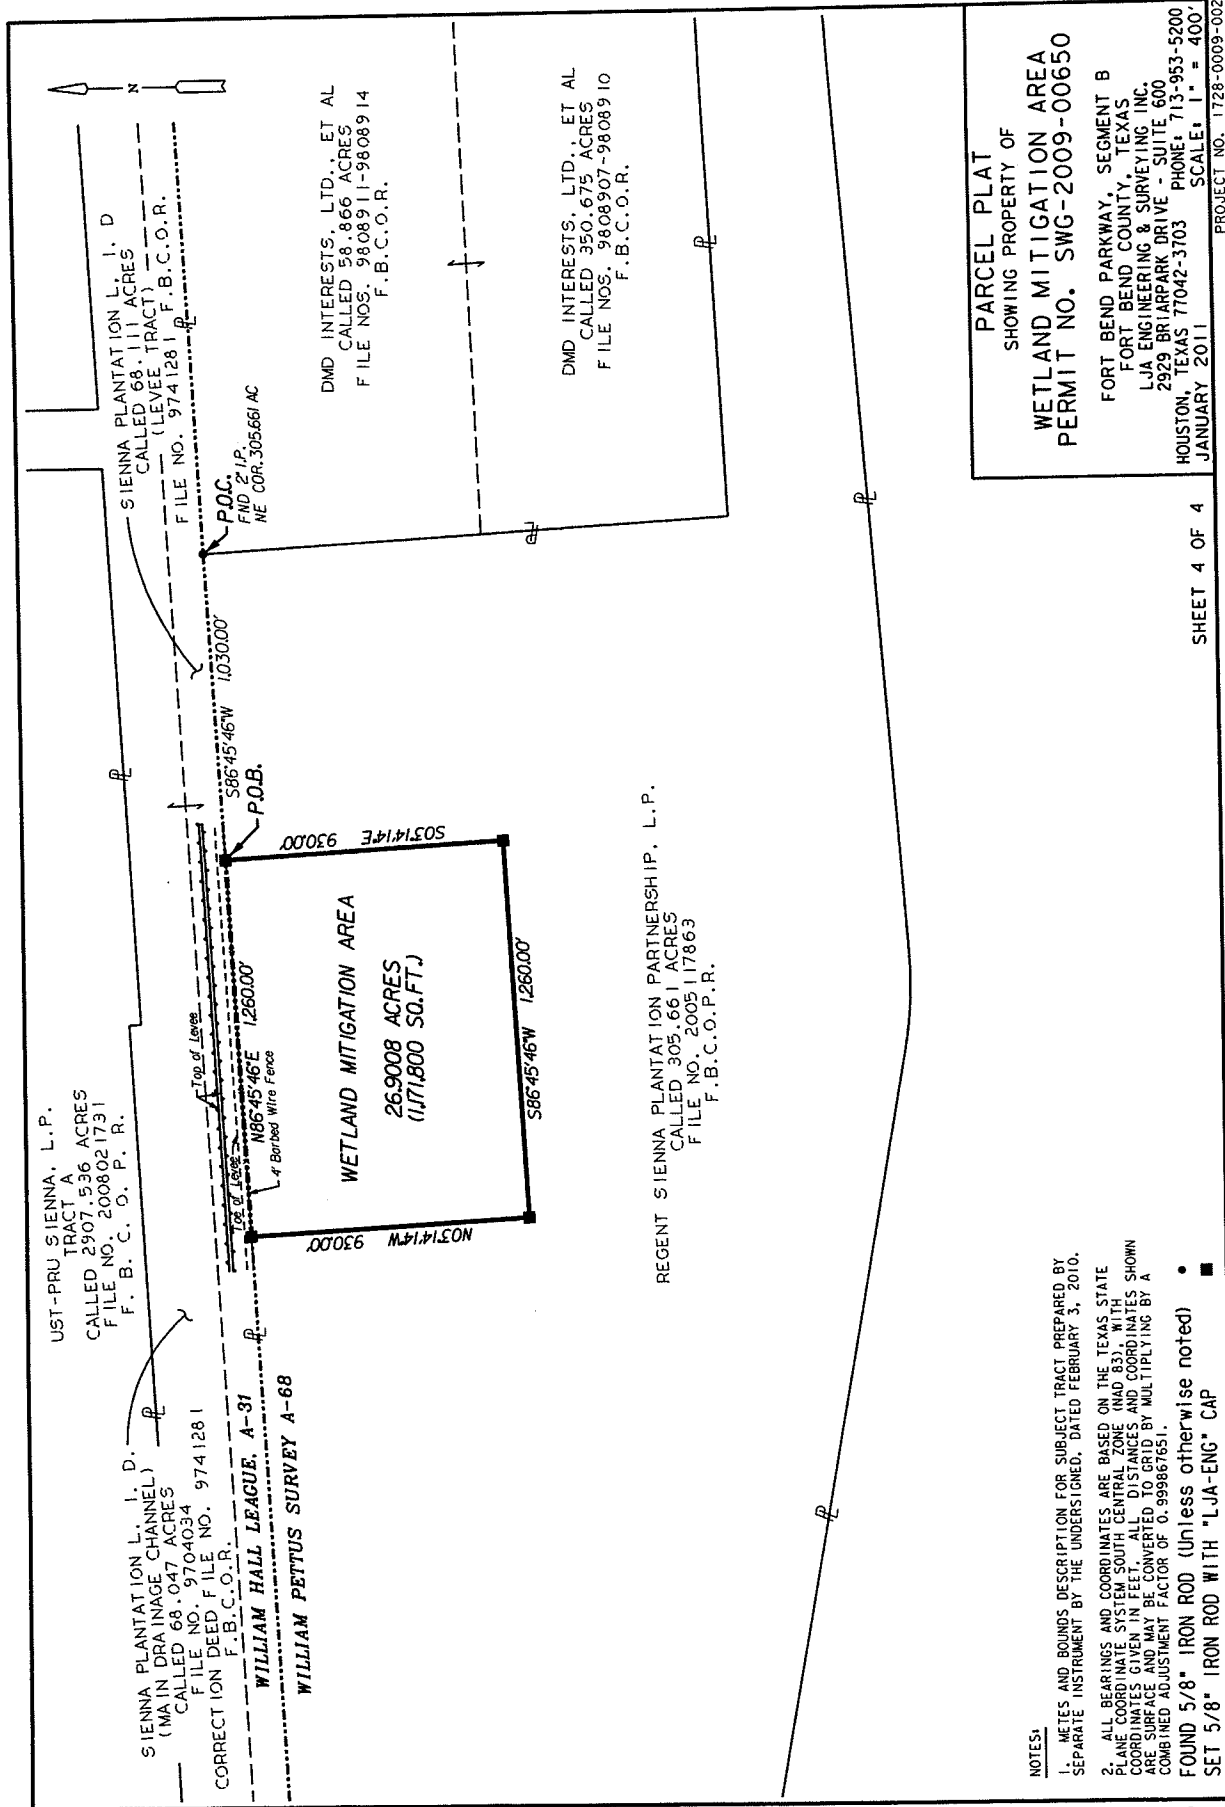 UST-PRU SIENNA, L.P.
TRACT A
CALLED 2907.536 ACRES
FILE NO. 2008021731
F. B. C. O. P. R.
SIENNA PLANTATION L. I. D.
(MAIN DRAINAGE CHANNEL)
CALLED 68.047 ACRES
FILE NO. 9704034
CORRECTION DEED FILE NO. 9741281
F.B.C.O.R.
WILLIAM HALL LEAGUE, A-31
WILLIAM PETTUS SURVEY A-68
SIENNA PLANTATION L. I. D
CALLED 68.111 ACRES
(LEVEE TRACT)
FILE NO. 9741281 F.B.C.O.R.
N
P.O.C.
FND 2" I.P.
NE COR. 305.661 AC
S86°45'46"W 1,030.00'
P.O.B.
Top of Levee
Toe of Levee
N86°45'46"E 1,260.00'
4' Barbed Wire Fence
S03°14'14"E 930.00'
WETLAND MITIGATION AREA
26.9008 ACRES
(1,171,800 SQ.FT.)
S86°45'46"W 1,260.00'
N03°14'14"W 930.00'
DMD INTERESTS, LTD., ET AL
CALLED 58.866 ACRES
FILE NOS. 9808911-9808914
F.B.C.O.R.
DMD INTERESTS, LTD., ET AL
CALLED 350.675 ACRES
FILE NOS. 9808907-9808910
F.B.C.O.R.
REGENT SIENNA PLANTATION PARTNERSHIP, L.P.
CALLED 305.661 ACRES
FILE NO. 2005117863
F.B.C.O.P.R.
NOTES:
1. METES AND BOUNDS DESCRIPTION FOR SUBJECT TRACT PREPARED BY
SEPARATE INSTRUMENT BY THE UNDERSIGNED, DATED FEBRUARY 3, 2010.
2. ALL BEARINGS AND COORDINATES ARE BASED ON THE TEXAS STATE
PLANE COORDINATE SYSTEM SOUTH CENTRAL ZONE (NAD 83), WITH
COORDINATES GIVEN IN FEET. ALL DISTANCES AND COORDINATES SHOWN
ARE SURFACE AND MAY BE CONVERTED TO GRID BY MULTIPLYING BY A
COMBINED ADJUSTMENT FACTOR OF 0.999867651.
FOUND 5/8" IRON ROD (Unless otherwise noted)
SET 5/8" IRON ROD WITH "LJA-ENG" CAP
SHEET 4 OF 4
PARCEL PLAT
SHOWING PROPERTY OF
WETLAND MITIGATION AREA
PERMIT NO. SWG-2009-00650
FORT BEND PARKWAY, SEGMENT B
FORT BEND COUNTY, TEXAS
LJA ENGINEERING & SURVEYING INC.
2929 BRIARPARK DRIVE - SUITE 600
HOUSTON, TEXAS 77042-3703 PHONE: 713-953-5200
JANUARY 2011 SCALE: 1" = 400'
PROJECT NO. 1728-0009-002